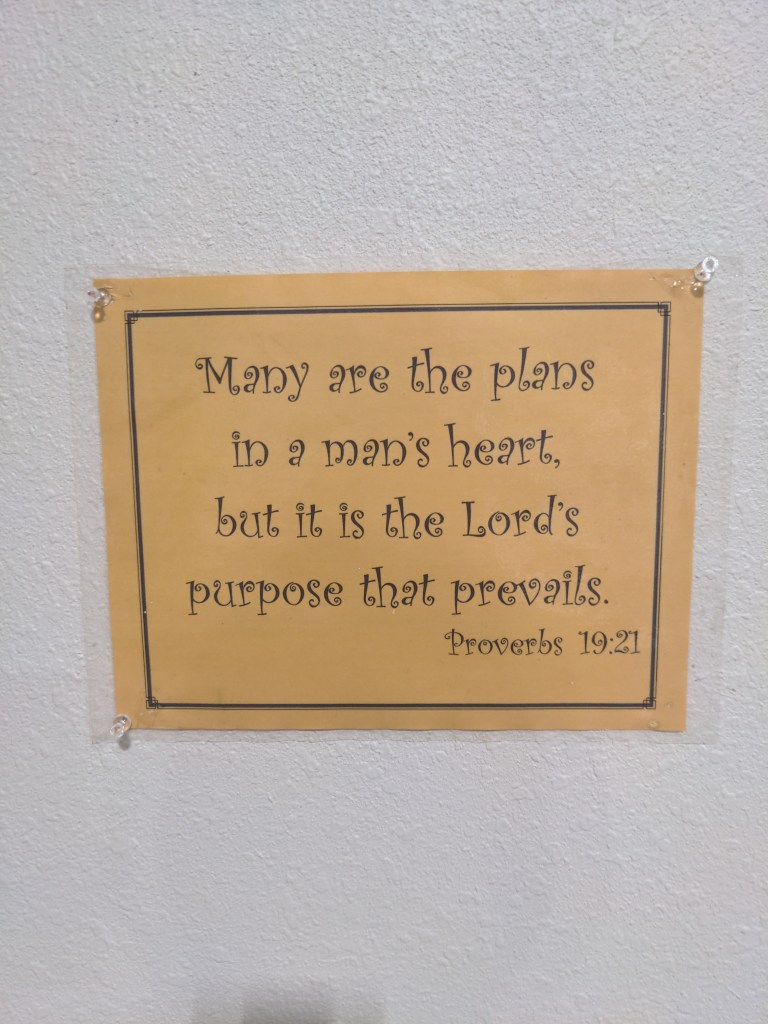 Many are the plans
in a man's heart,
but it is the Lord's
purpose that prevails.
Proverbs 19:21